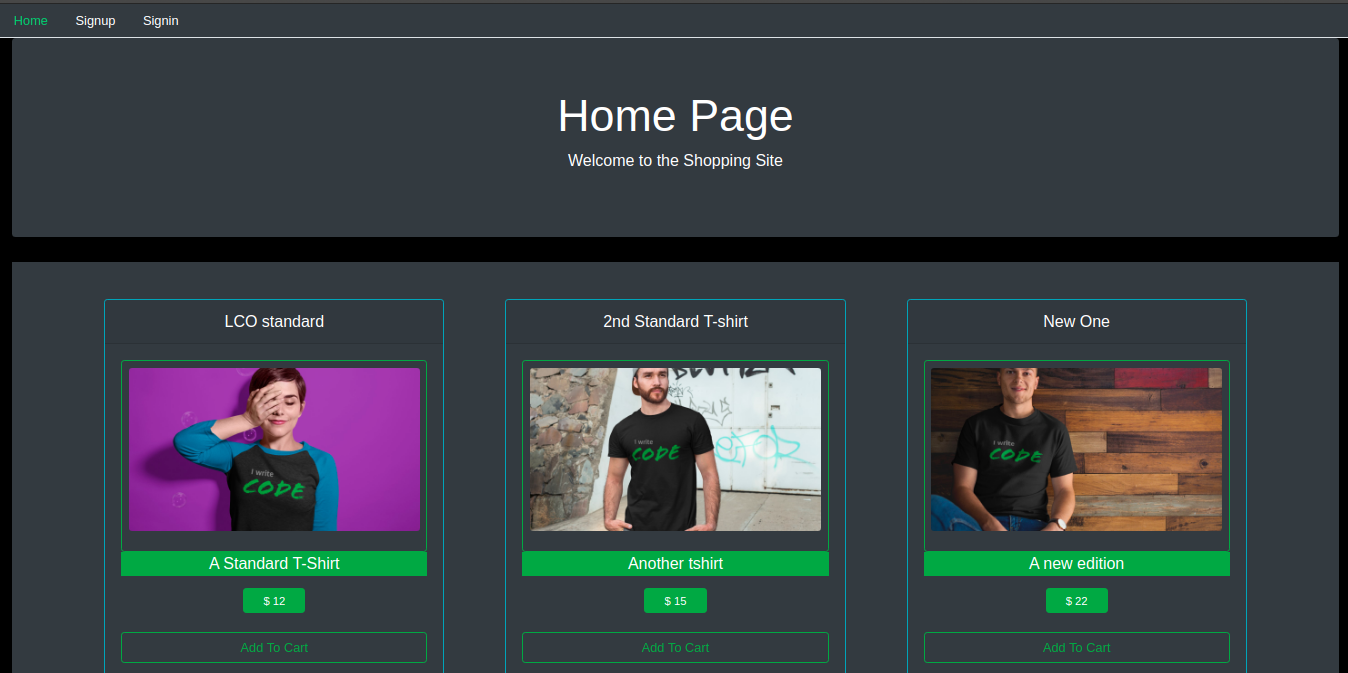 Home Signup Signin
Home Page
Welcome to the Shopping Site
LCO standard
2nd Standard T-shirt
New One
I write
CODE
I write
CODE
I write
CODE
A Standard T-Shirt
Another tshirt
A new edition
$ 12
$ 15
$ 22
Add To Cart
Add To Cart
Add To Cart